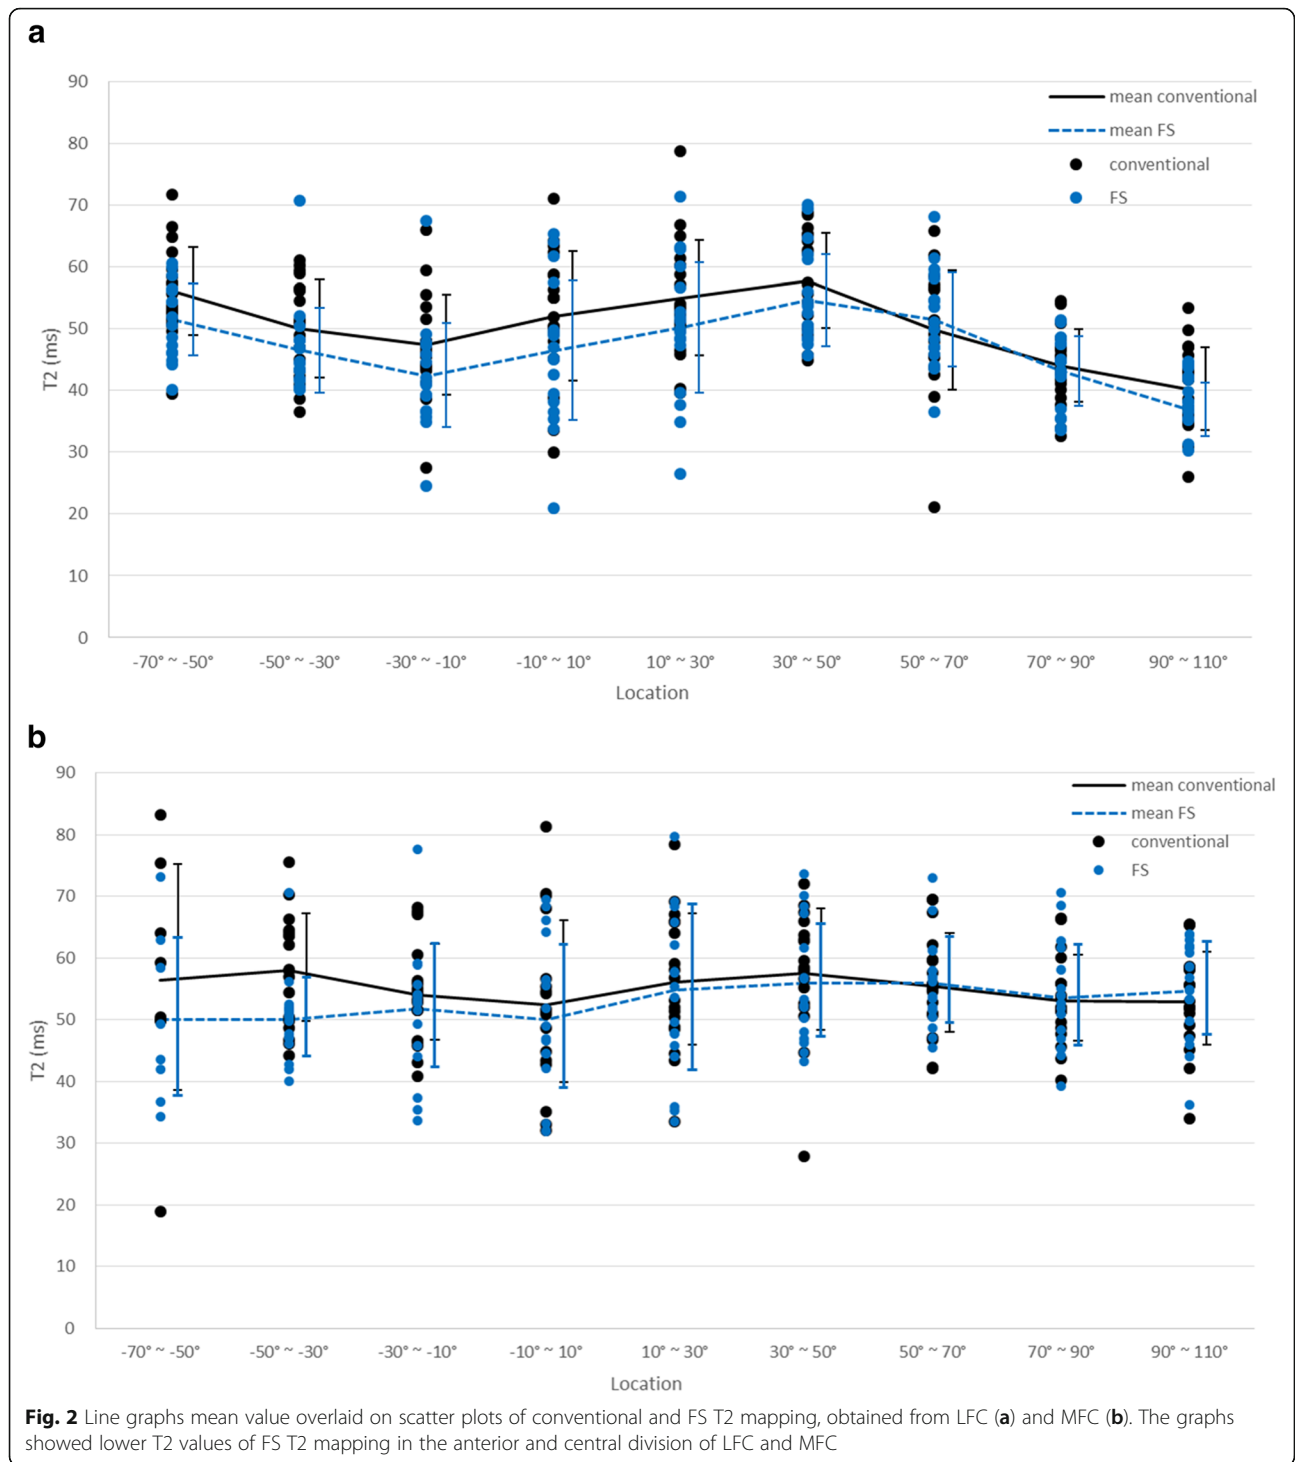 a
90
80
70
60
50
40
30
20
10
0
T2 (ms)
mean conventional
mean FS
conventional
FS
-70° ~ -50° -50° ~ -30° -30° ~ -10° -10° ~ 10° 10° ~ 30° 30° ~ 50° 50° ~ 70° 70° ~ 90° 90° ~ 110°
Location
b
90
80
70
60
50
40
30
20
10
0
T2 (ms)
mean conventional
mean FS
conventional
FS
-70° ~ -50° -50° ~ -30° -30° ~ -10° -10° ~ 10° 10° ~ 30° 30° ~ 50° 50° ~ 70° 70° ~ 90° 90° ~ 110°
Location
Fig. 2 Line graphs mean value overlaid on scatter plots of conventional and FS T2 mapping, obtained from LFC (a) and MFC (b). The graphs
showed lower T2 values of FS T2 mapping in the anterior and central division of LFC and MFC